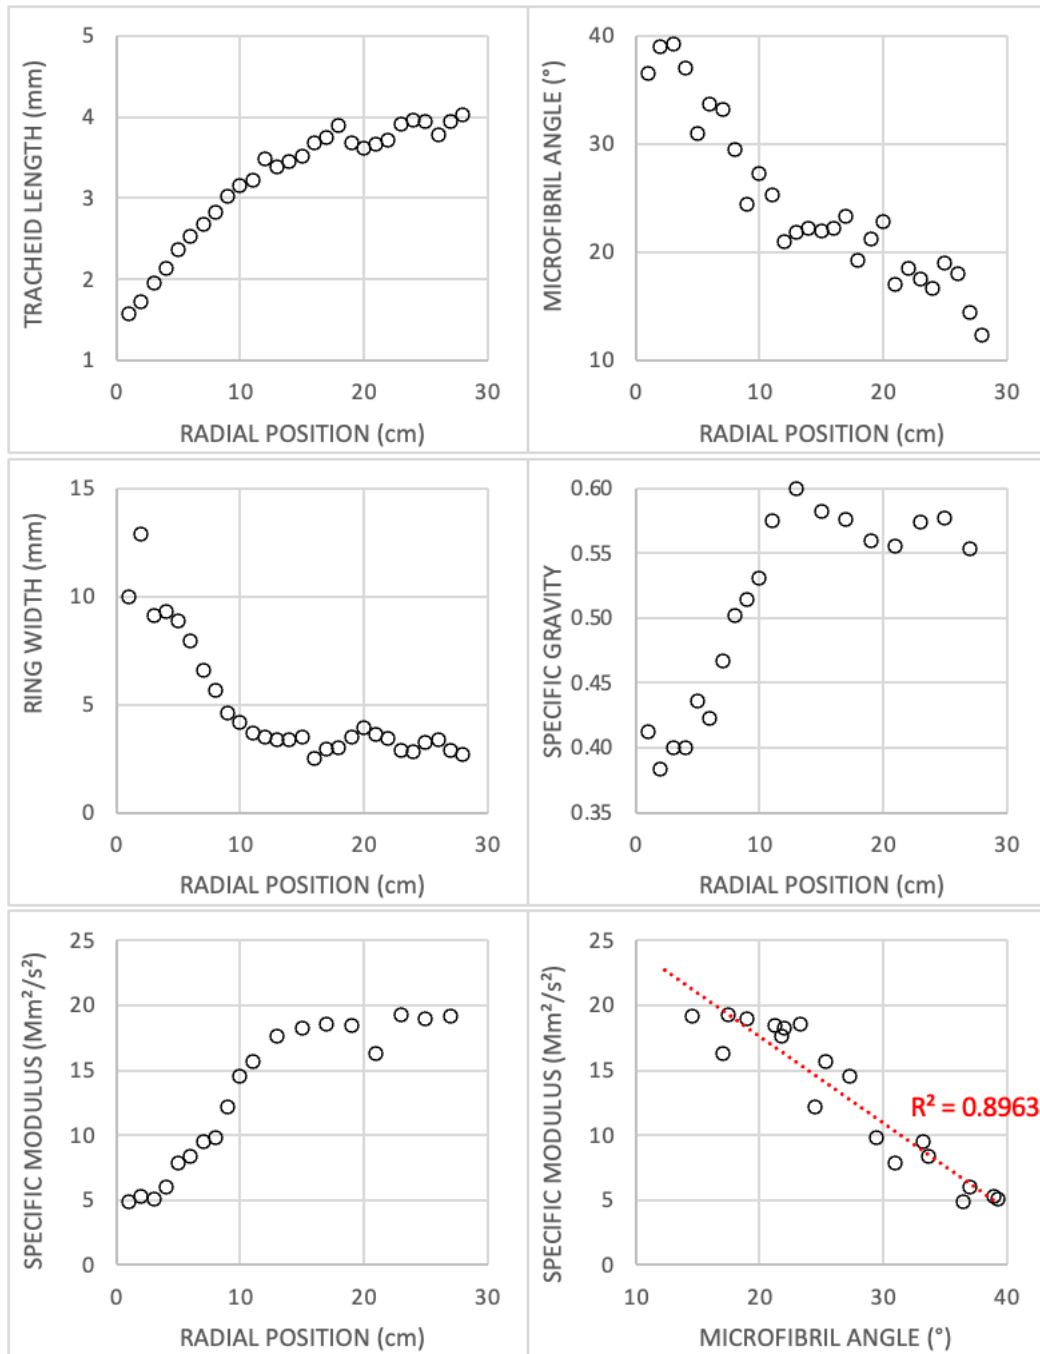 TRACHEID LENGTH (mm)
5
4
3
2
1
0 10 20 30
RADIAL POSITION (cm)
MICROFIBRIL ANGLE (°)
40
30
20
10
0 10 20 30
RADIAL POSITION (cm)
RING WIDTH (mm)
15
10
5
0
0 10 20 30
RADIAL POSITION (cm)
SPECIFIC GRAVITY
0.60
0.55
0.50
0.45
0.40
0.35
0 10 20 30
RADIAL POSITION (cm)
SPECIFIC MODULUS (Mm²/s²)
25
20
15
10
5
0
0 10 20 30
RADIAL POSITION (cm)
SPECIFIC MODULUS (Mm²/s²)
25
20
15
10
5
0
R² = 0.8963
10 20 30 40
MICROFIBRIL ANGLE (°)